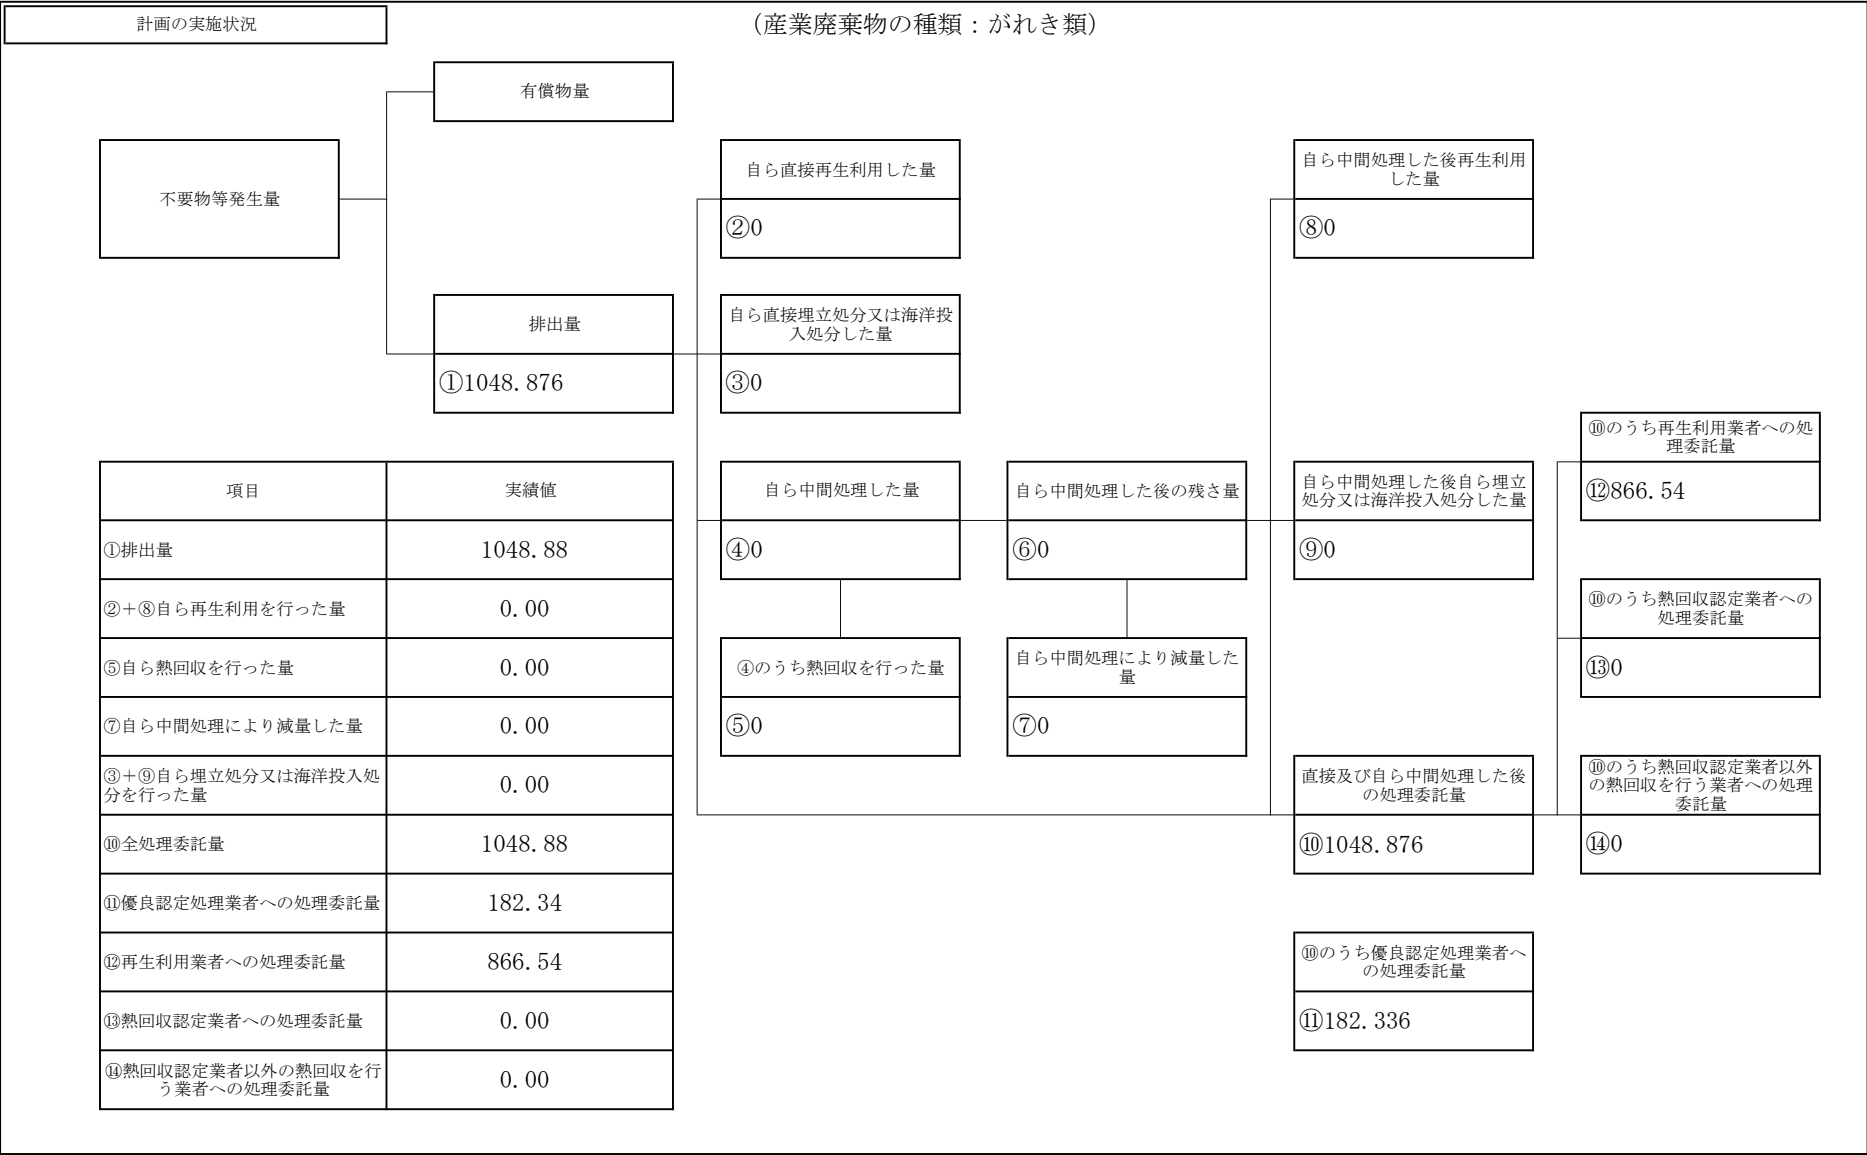 計画の実施状況
（産業廃棄物の種類：がれき類）
有償物量
不要物等発生量
排出量
①1048.876
自ら直接再生利用した量
②0
自ら直接埋立処分又は海洋投
入処分した量
③0
自ら中間処理した後再生利用
した量
⑧0
項目
実績値
①排出量
1048.88
②＋⑧自ら再生利用を行った量
0.00
⑤自ら熱回収を行った量
0.00
⑦自ら中間処理により減量した量
0.00
③＋⑨自ら埋立処分又は海洋投入処
分を行った量
0.00
⑩全処理委託量
1048.88
⑪優良認定処理業者への処理委託量
182.34
⑫再生利用業者への処理委託量
866.54
⑬熱回収認定業者への処理委託量
0.00
⑭熱回収認定業者以外の熱回収を行
う業者への処理委託量
0.00
自ら中間処理した量
④0
④のうち熱回収を行った量
⑤0
自ら中間処理した後の残さ量
⑥0
自ら中間処理により減量した
量
⑦0
自ら中間処理した後自ら埋立
処分又は海洋投入処分した量
⑨0
直接及び自ら中間処理した後
の処理委託量
⑩1048.876
⑩のうち優良認定処理業者へ
の処理委託量
⑪182.336
⑩のうち再生利用業者への処
理委託量
⑫866.54
⑩のうち熱回収認定業者への
処理委託量
⑬0
⑩のうち熱回収認定業者以外
の熱回収を行う業者への処理
委託量
⑭0